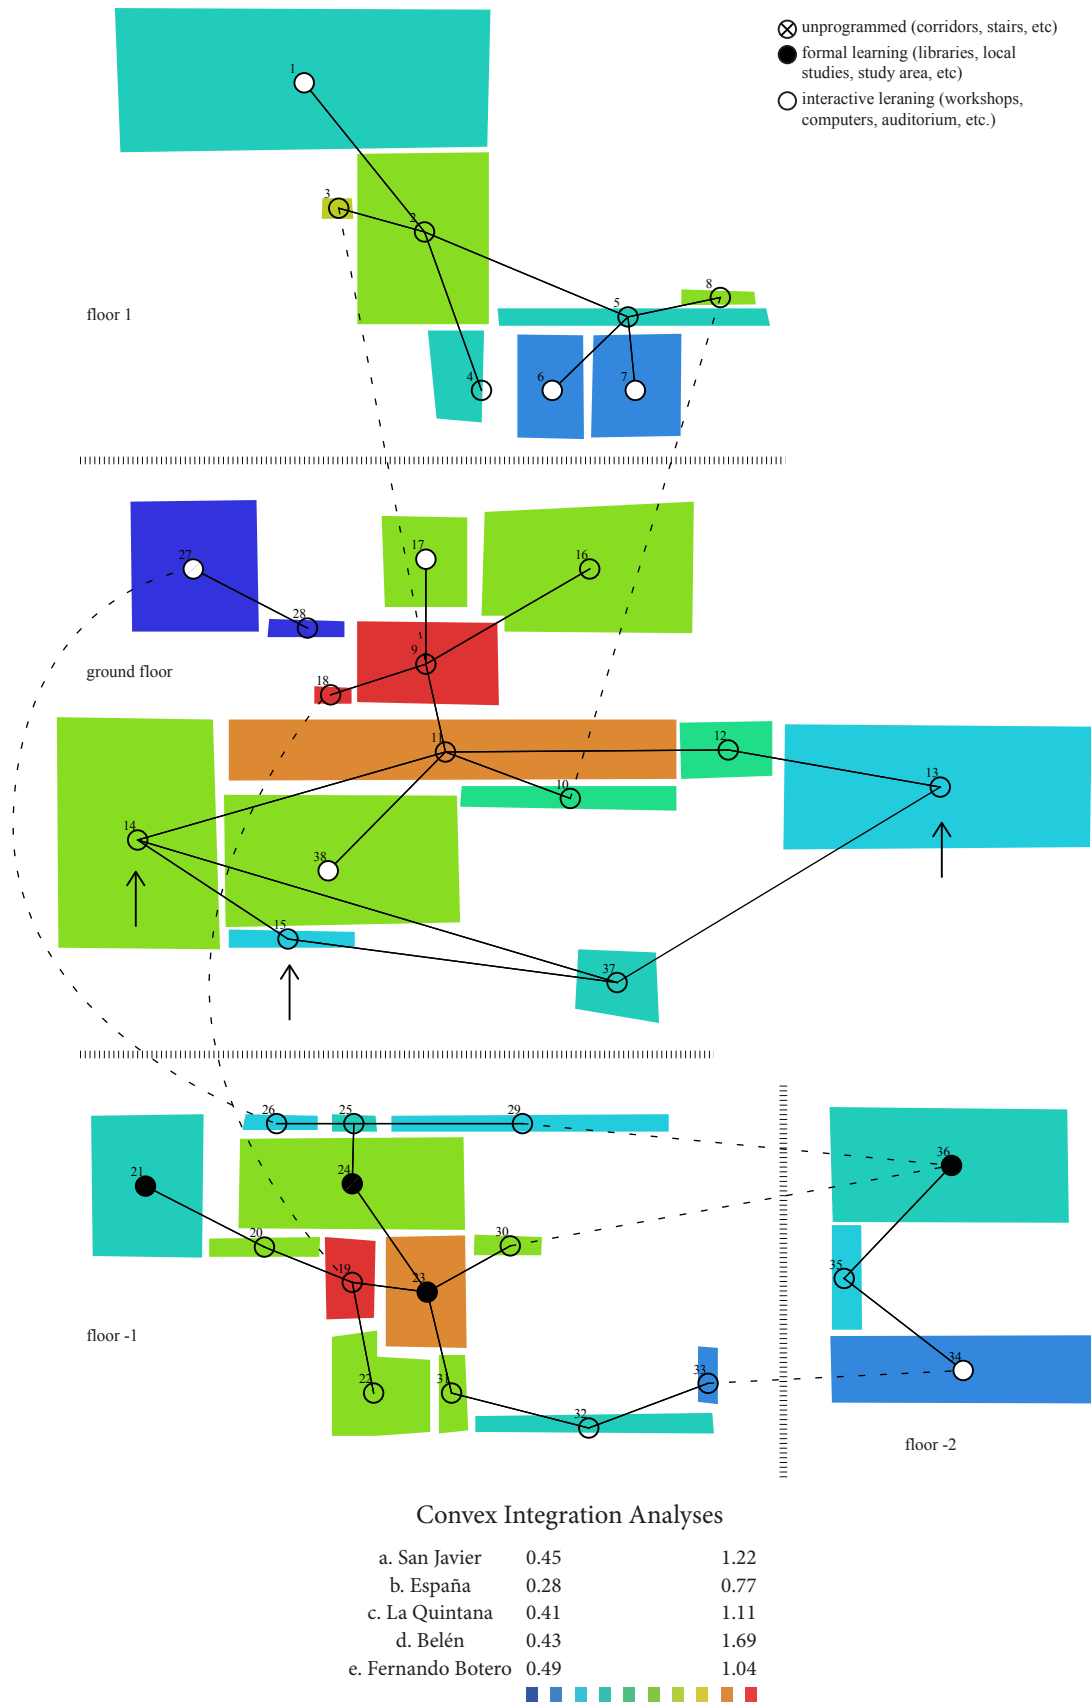 unprogrammed (corridors, stairs, etc)
formal learning (libraries, local
studies, study area, etc)
interactive leraning (workshops,
computers, auditorium, etc.)
1
3
2
8
5
floor 1
4
6
7
17
16
27
28
9
ground floor
18
11
12
13
10
14
38
15
37
26
25
29
36
21
24
20
30
19
23
35
floor -1
22
31
33
34
32
floor -2
Convex Integration Analyses
a. San Javier 0.45 1.22
b. España 0.28 0.77
c. La Quintana 0.41 1.11
d. Belén 0.43 1.69
e. Fernando Botero 0.49 1.04